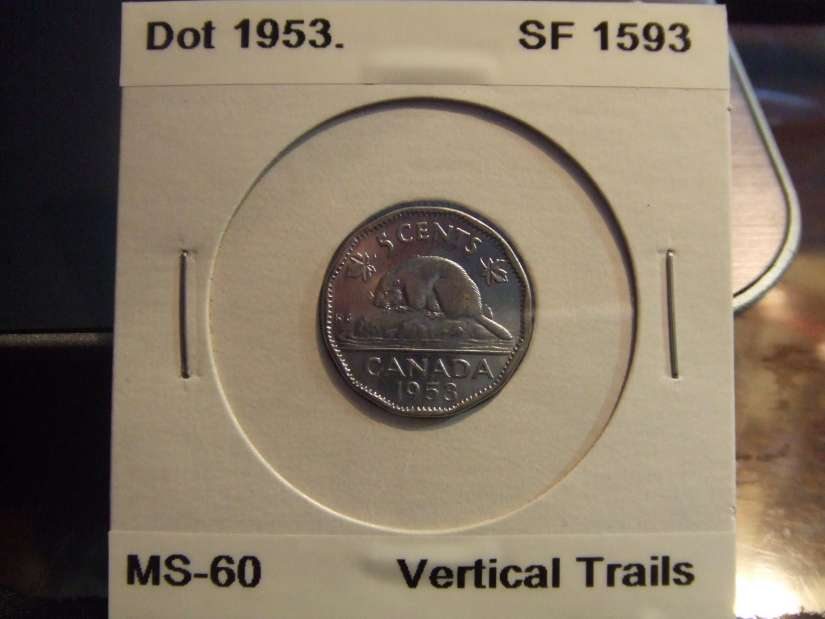 Dot 1953. SF 1593
5 CENTS
CANADA
1953
MS-60 Vertical Trails